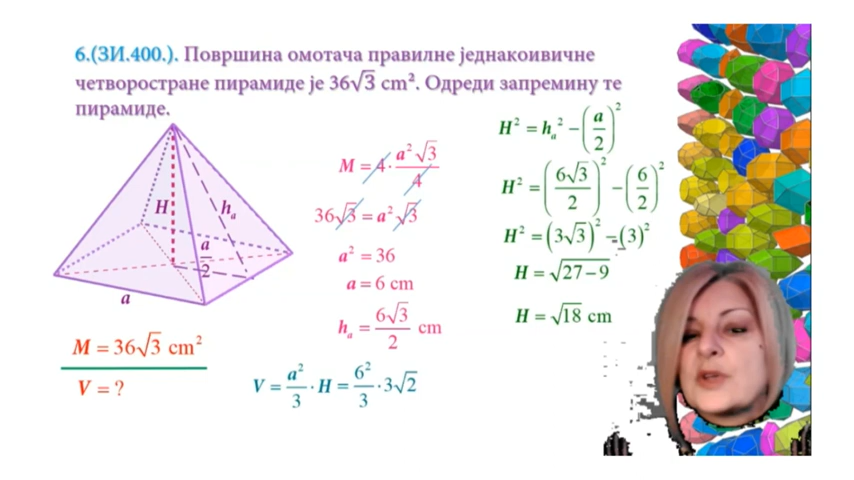 6.(ЗИ.400.). Површина омотача правилне једнакоивичне
четворостране пирамиде је 36√3 cm². Одреди запремину те
пирамиде.
H
hₐ
a/2
a
M = 36√3 cm²
V = ?
M = 4 · a²√3/4
36√3 = a²√3
a² = 36
a = 6 cm
hₐ = 6√3/2 cm
V = a²/3 · H = 6²/3 · 3√2
H² = hₐ² − (a/2)²
H² = (6√3/2)² − (6/2)²
H² = (3√3)² − (3)²
H = √27−9
H = √18 cm